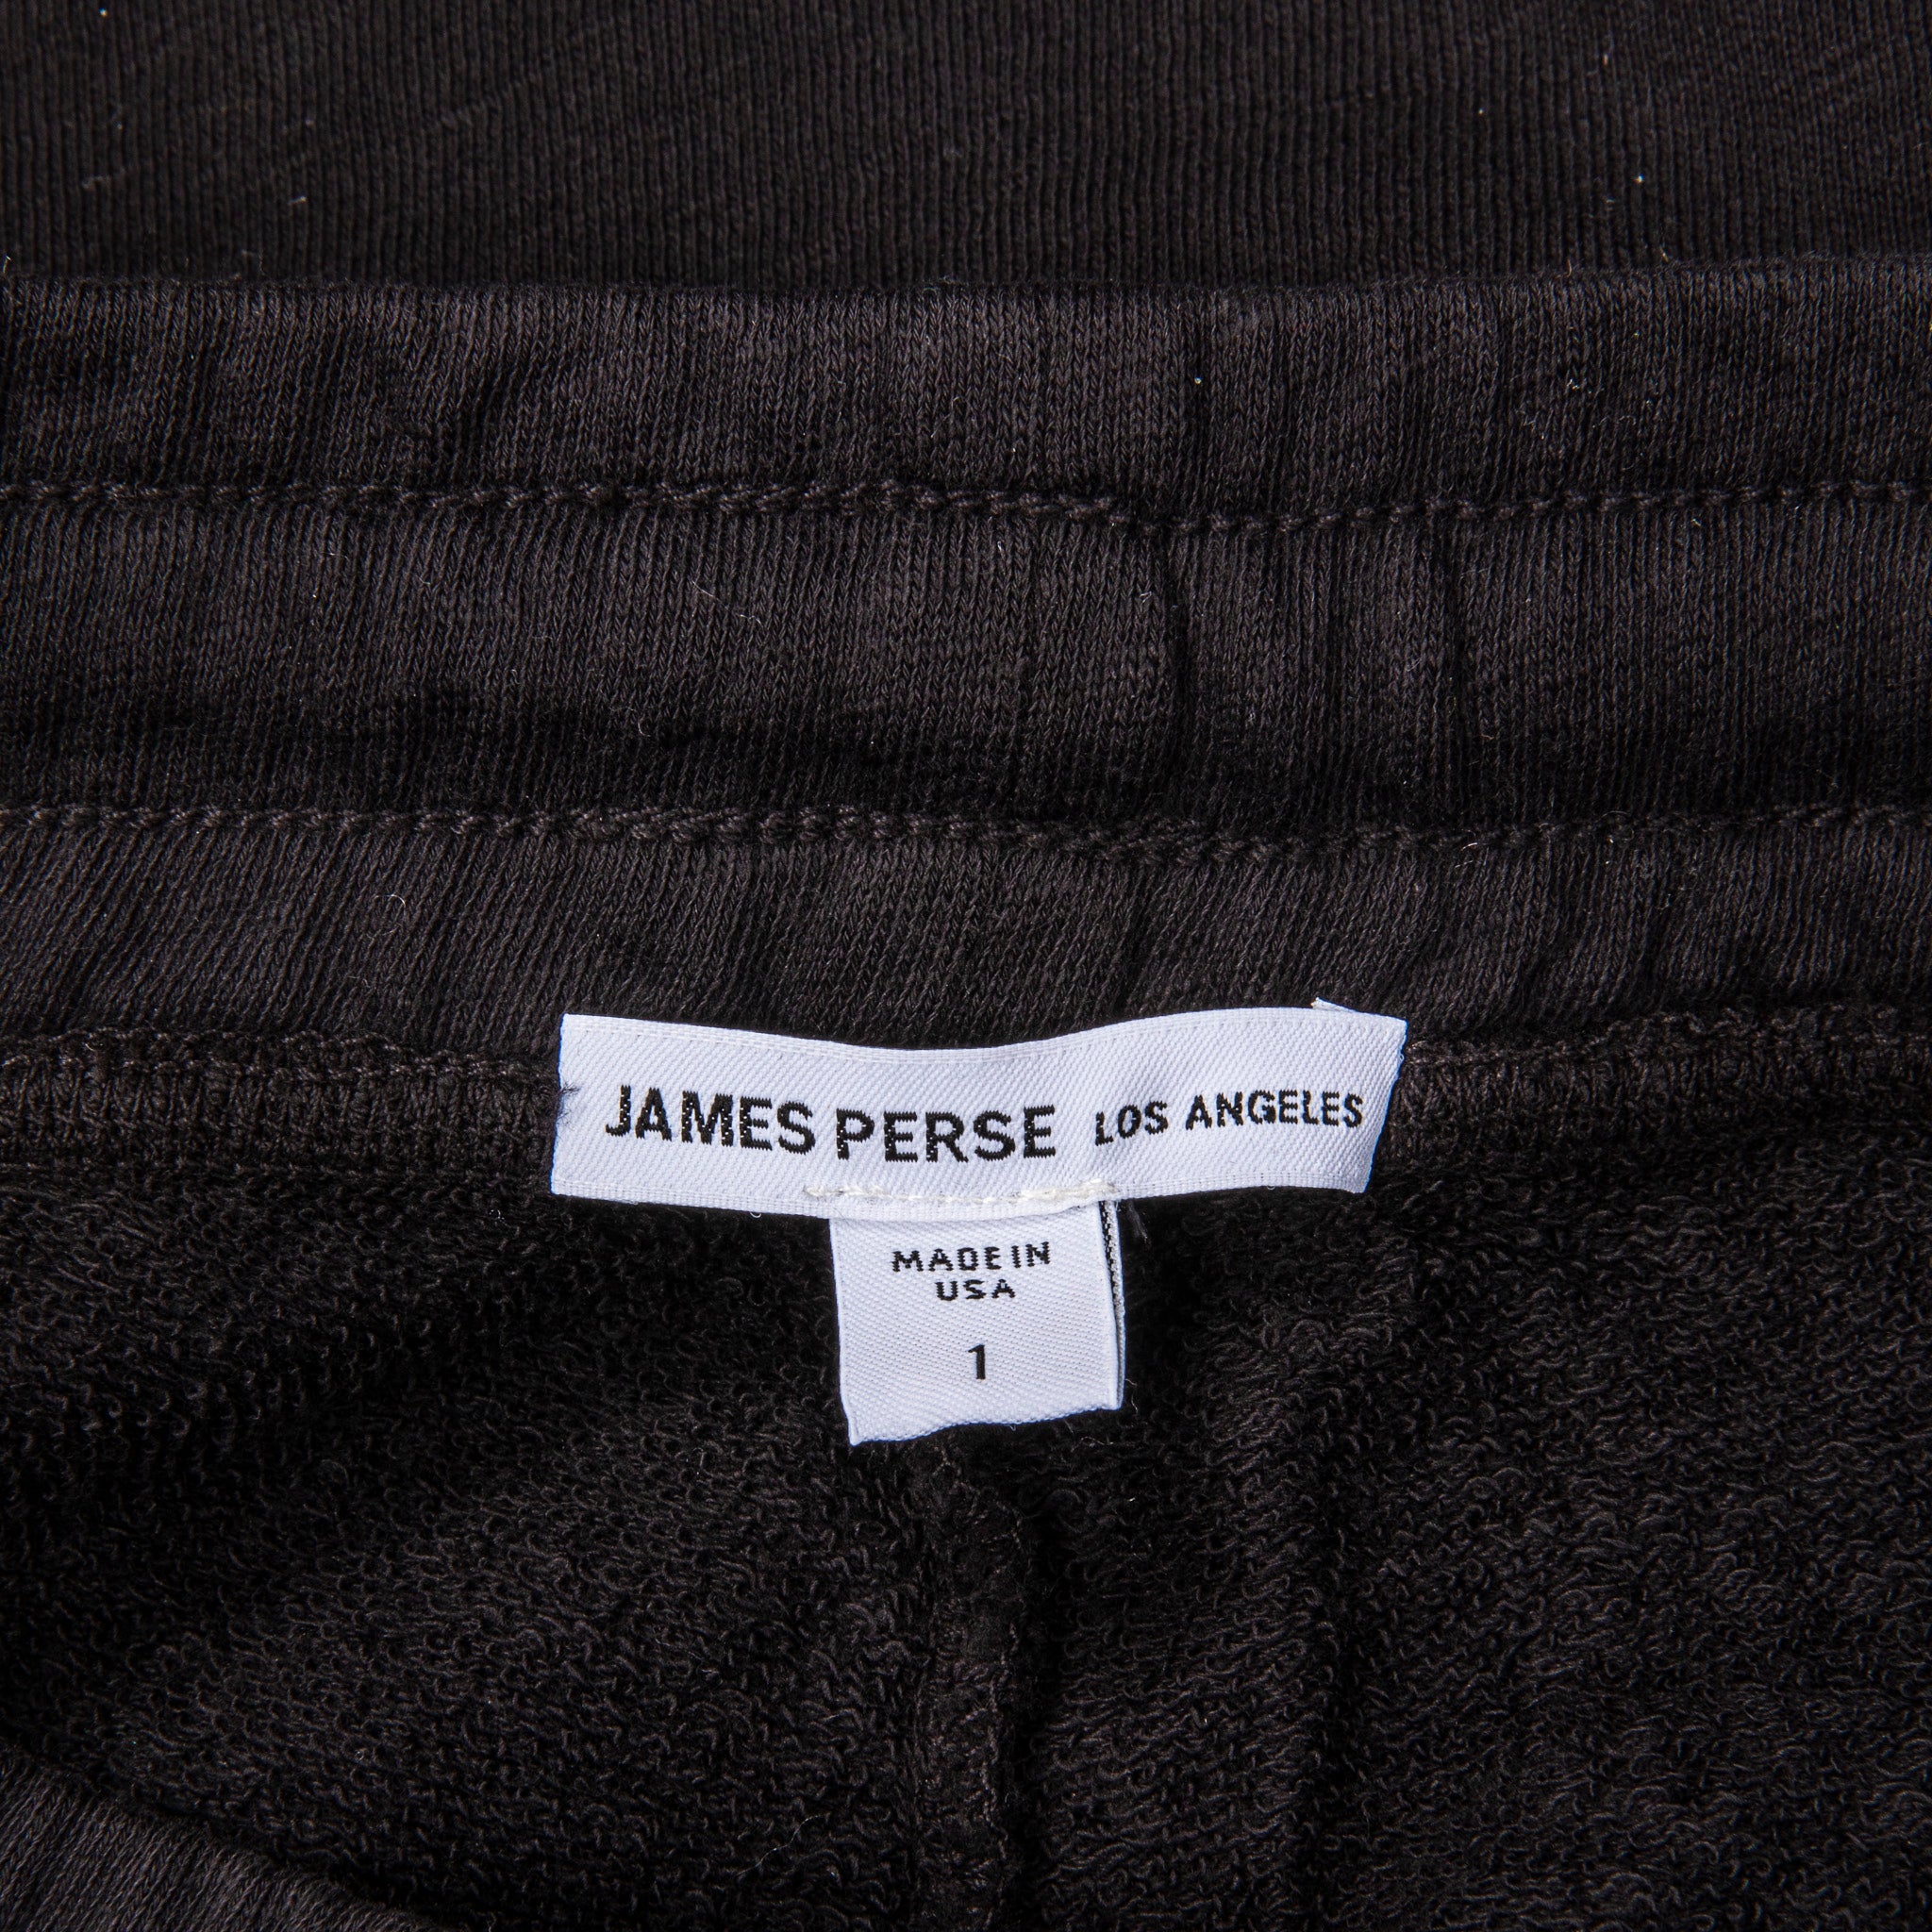 JAMES PERSE LOS ANGELES
MADE IN
USA
1